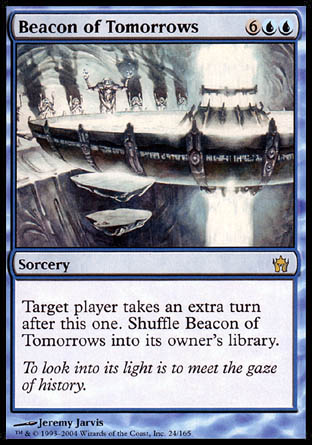 Beacon of Tomorrows 6
Sorcery
Target player takes an extra turn
after this one. Shuffle Beacon of
Tomorrows into its owner's library.
To look into its light is to meet the gaze
of history.
Jeremy Jarvis
™ & © 1993-2004 Wizards of the Coast, Inc. 24/165